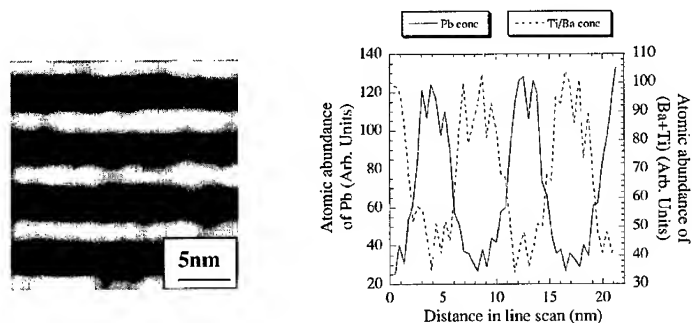 Pb conc
Ti/Ba conc
5nm
140
120
100
80
60
40
20
Atomic abundance
of Pb (Arb. Units)
110
100
90
80
70
60
50
40
30
Atomic abundance of
(Ba+Ti) (Arb. Units)
0
5
10
15
20
Distance in line scan (nm)